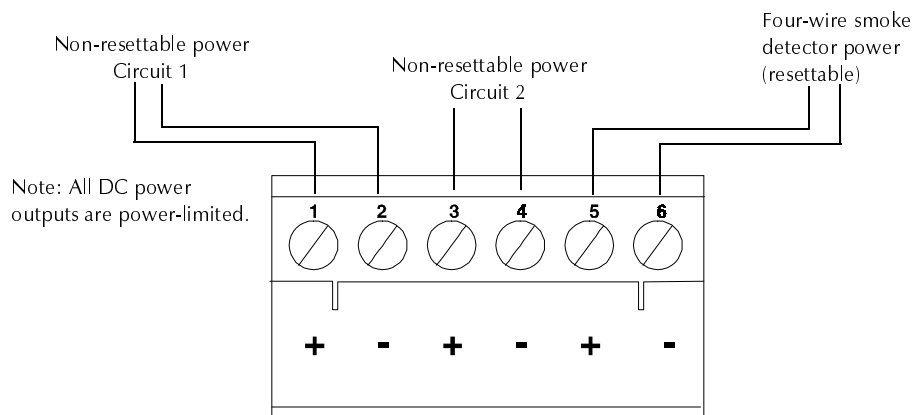 Non-resettable power
Circuit 1
Non-resettable power
Circuit 2
Four-wire smoke
detector power
(resettable)
Note: All DC power
outputs are power-limited.
1 2 3 4 5 6
+ - + - + -